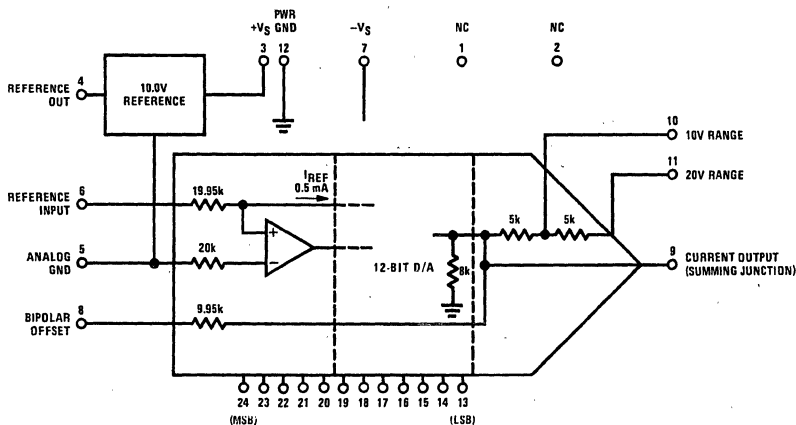 PWR
+VS GND -VS NC NC
3 12 7 1 2
4
REFERENCE
OUT
10.0V
REFERENCE
10
10V RANGE
11
20V RANGE
IREF
0.5 mA
6
REFERENCE
INPUT
19.95k
5k 5k
5
ANALOG
GND
20k
+
−
12-BIT D/A
8k
9
CURRENT OUTPUT
(SUMMING JUNCTION)
8
BIPOLAR
OFFSET
9.95k
24 23 22 21 20 19 18 17 16 15 14 13
(MSB) (LSB)